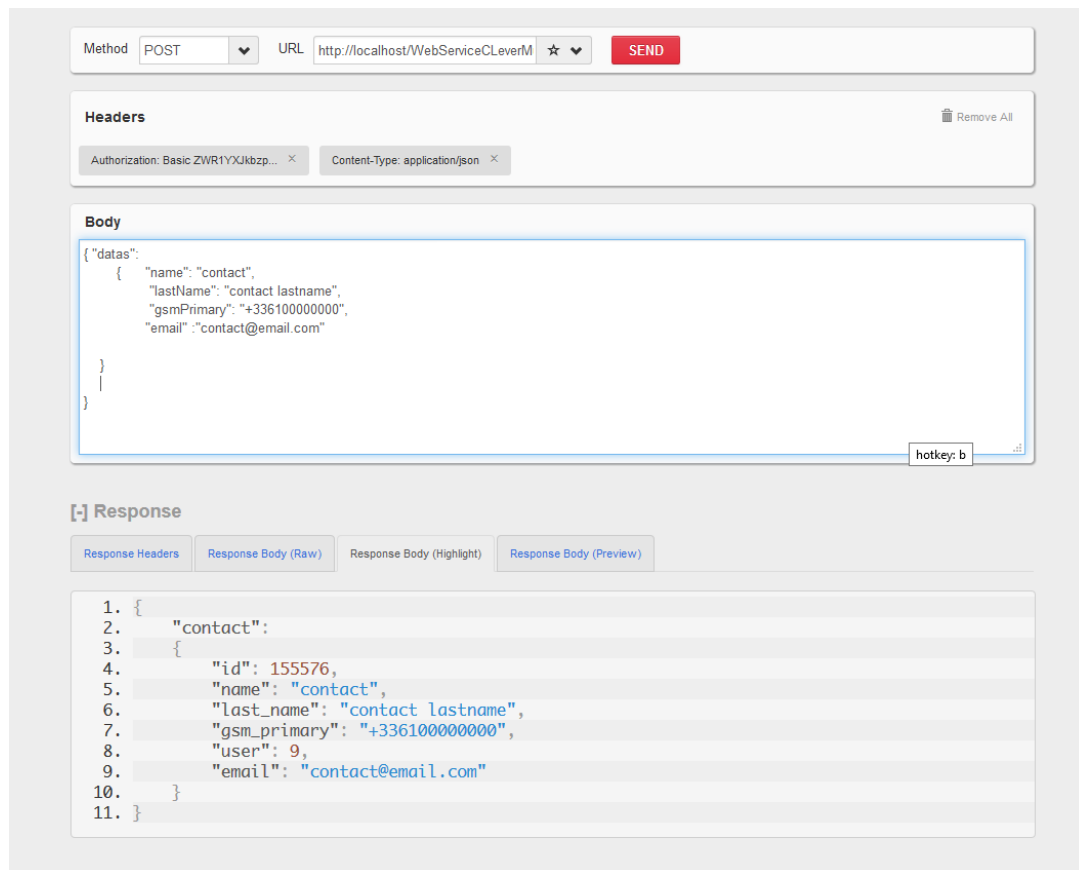 Method POST URL http://localhost/WebServiceCLeverM SEND
Headers Remove All
Authorization: Basic ZWR1YXJkbzp... × Content-Type: application/json ×
Body
{ "datas":
{ "name": "contact",
"lastName": "contact lastname",
"gsmPrimary": "+336100000000",
"email" :"contact@email.com"
}
}
hotkey: b
[-] Response
Response Headers Response Body (Raw) Response Body (Highlight) Response Body (Preview)
1. {
2. "contact":
3. {
4. "id": 155576,
5. "name": "contact",
6. "last_name": "contact lastname",
7. "gsm_primary": "+336100000000",
8. "user": 9,
9. "email": "contact@email.com"
10. }
11. }